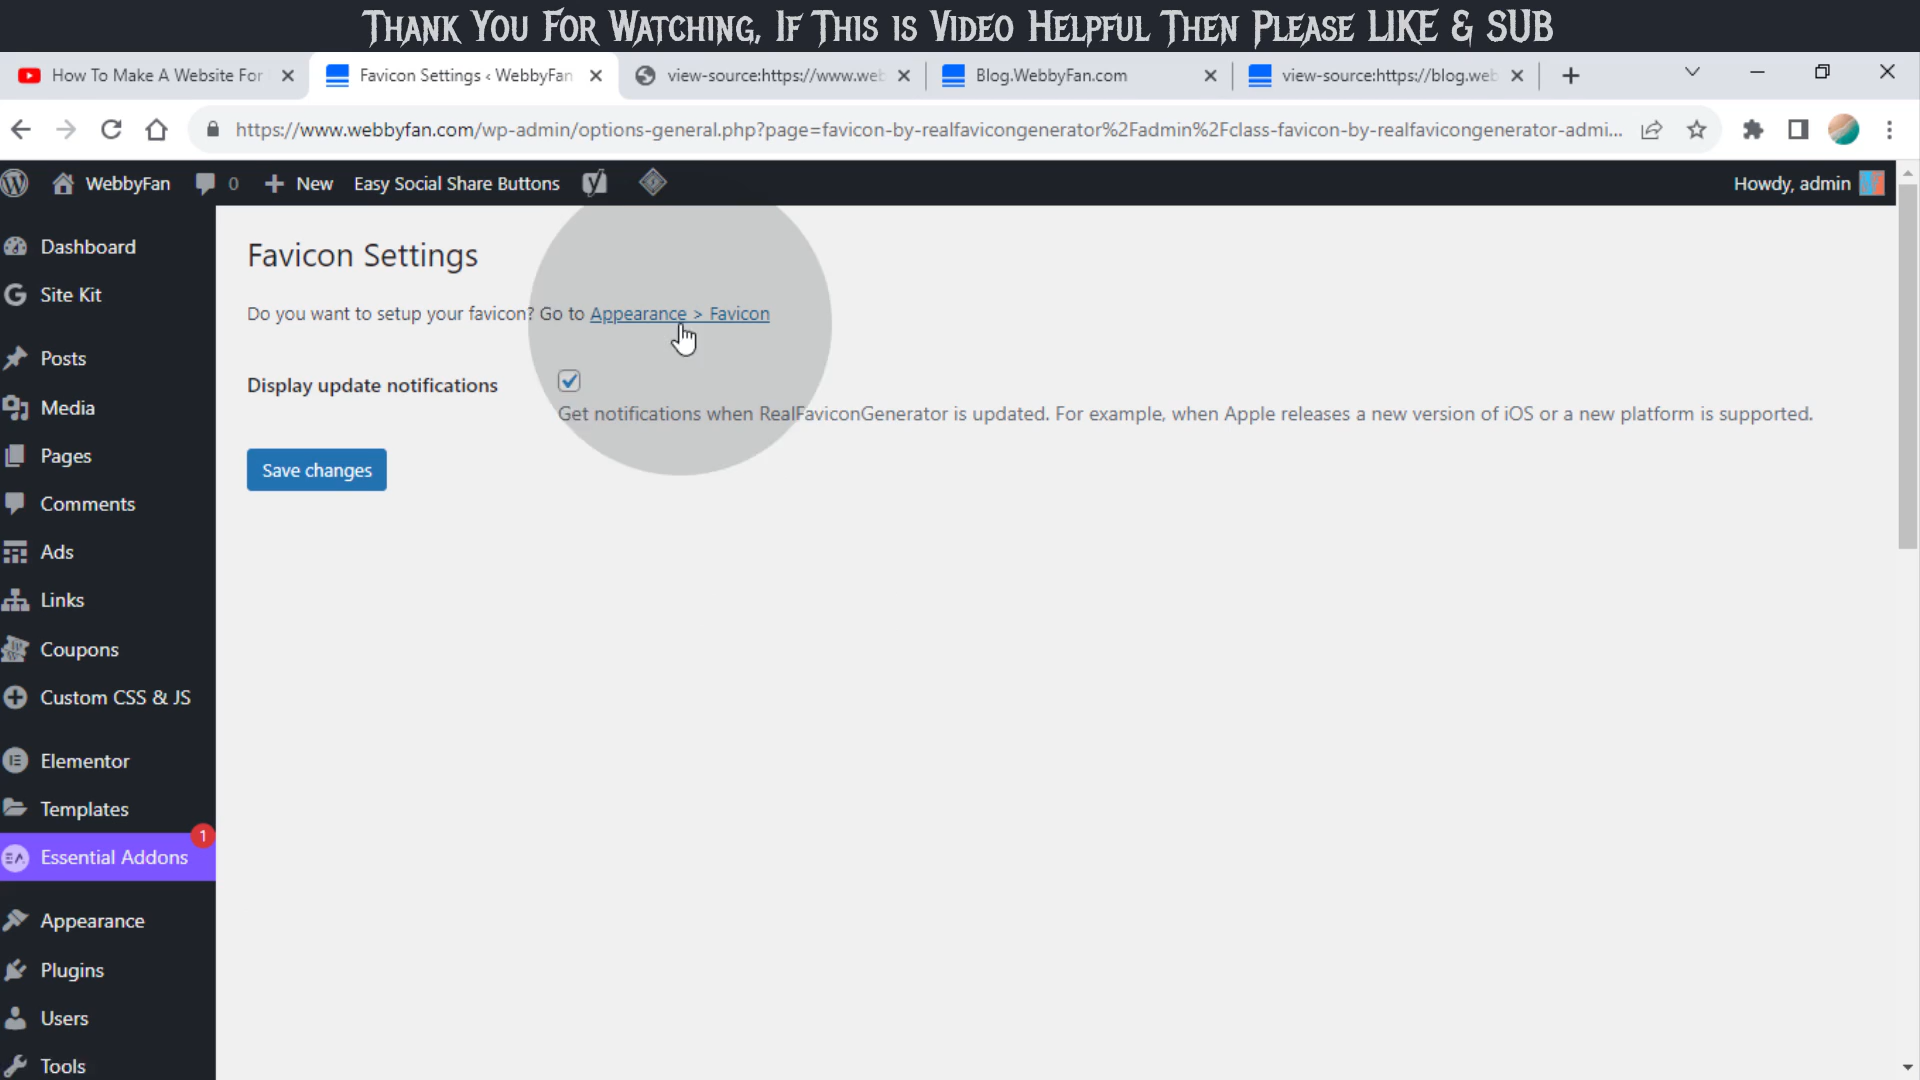 THANK YOU FOR WATCHING, IF THIS IS VIDEO HELPFUL THEN PLEASE LIKE & SUB
How To Make A Website For
Favicon Settings ‹ WebbyFan
view-source:https://www.web
Blog.WebbyFan.com
view-source:https://blog.web
https://www.webbyfan.com/wp-admin/options-general.php?page=favicon-by-realfavicongenerator%2Fadmin%2Fclass-favicon-by-realfavicongenerator-admi...
WebbyFan
0
New
Easy Social Share Buttons
Howdy, admin
Dashboard
Site Kit
Posts
Media
Pages
Comments
Ads
Links
Coupons
Custom CSS & JS
Elementor
Templates
1
Essential Addons
Appearance
Plugins
Users
Tools
Favicon Settings
Do you want to setup your favicon? Go to Appearance > Favicon
Display update notifications
Get notifications when RealFaviconGenerator is updated. For example, when Apple releases a new version of iOS or a new platform is supported.
Save changes